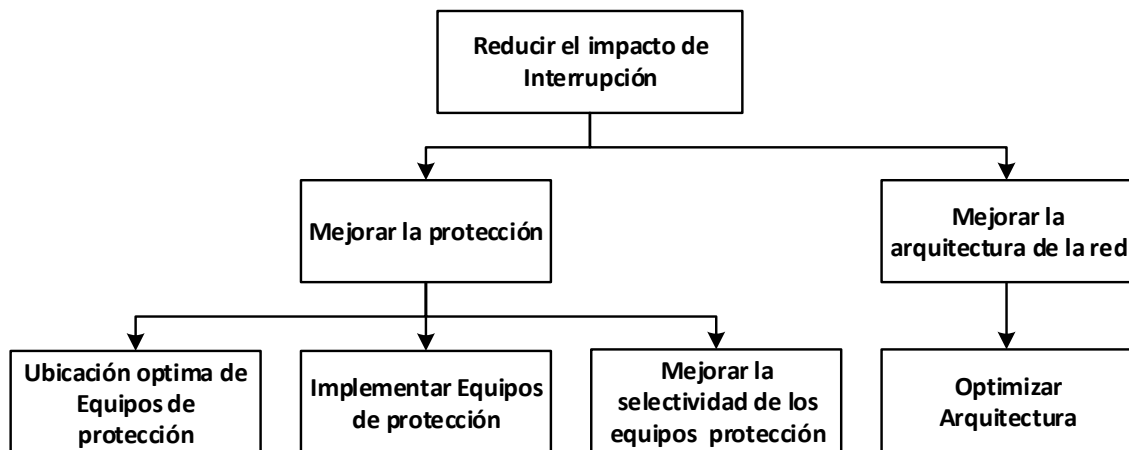 Reducir el impacto de
Interrupción
Mejorar la protección
Mejorar la
arquitectura de la red
Ubicación optima de
Equipos de
protección
Implementar Equipos
de protección
Mejorar la
selectividad de los
equipos protección
Optimizar
Arquitectura